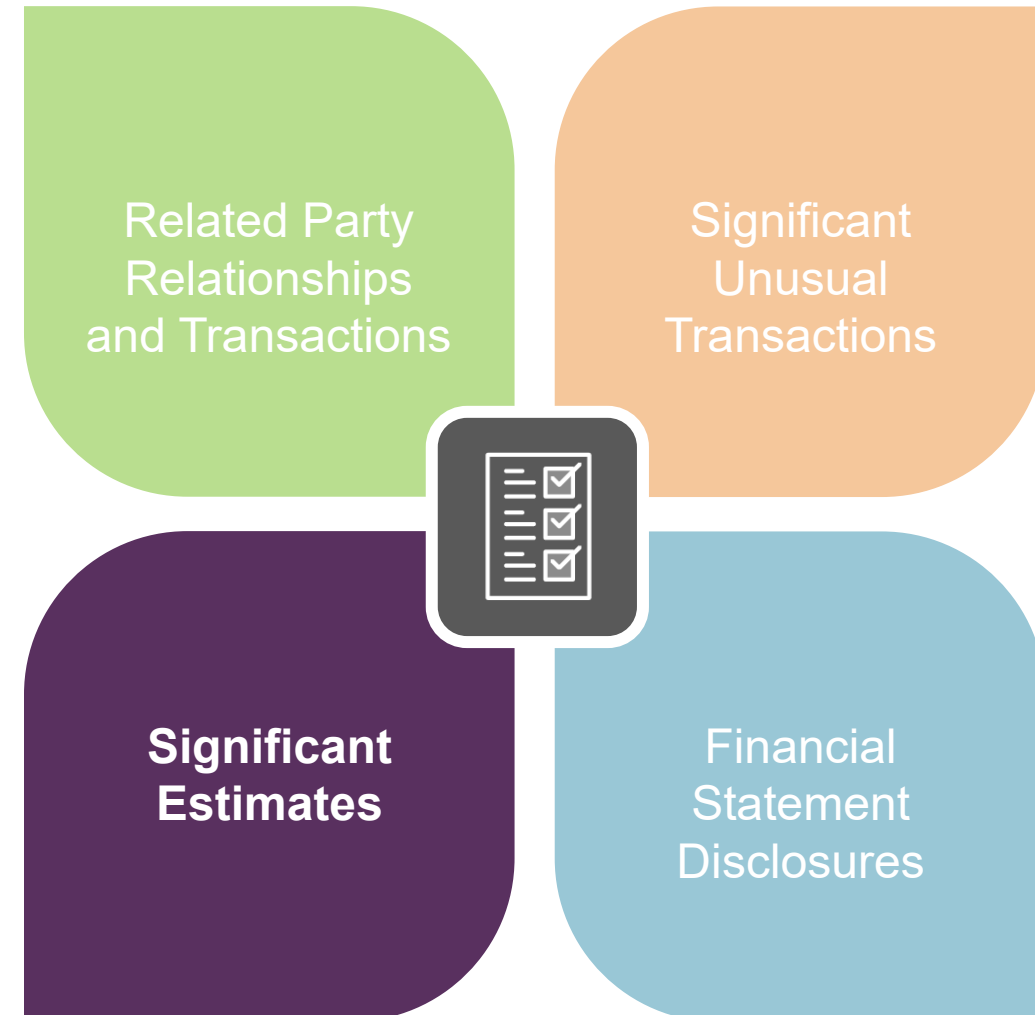 Related Party
Relationships
and Transactions
Significant
Unusual
Transactions
Significant
Estimates
Financial
Statement
Disclosures